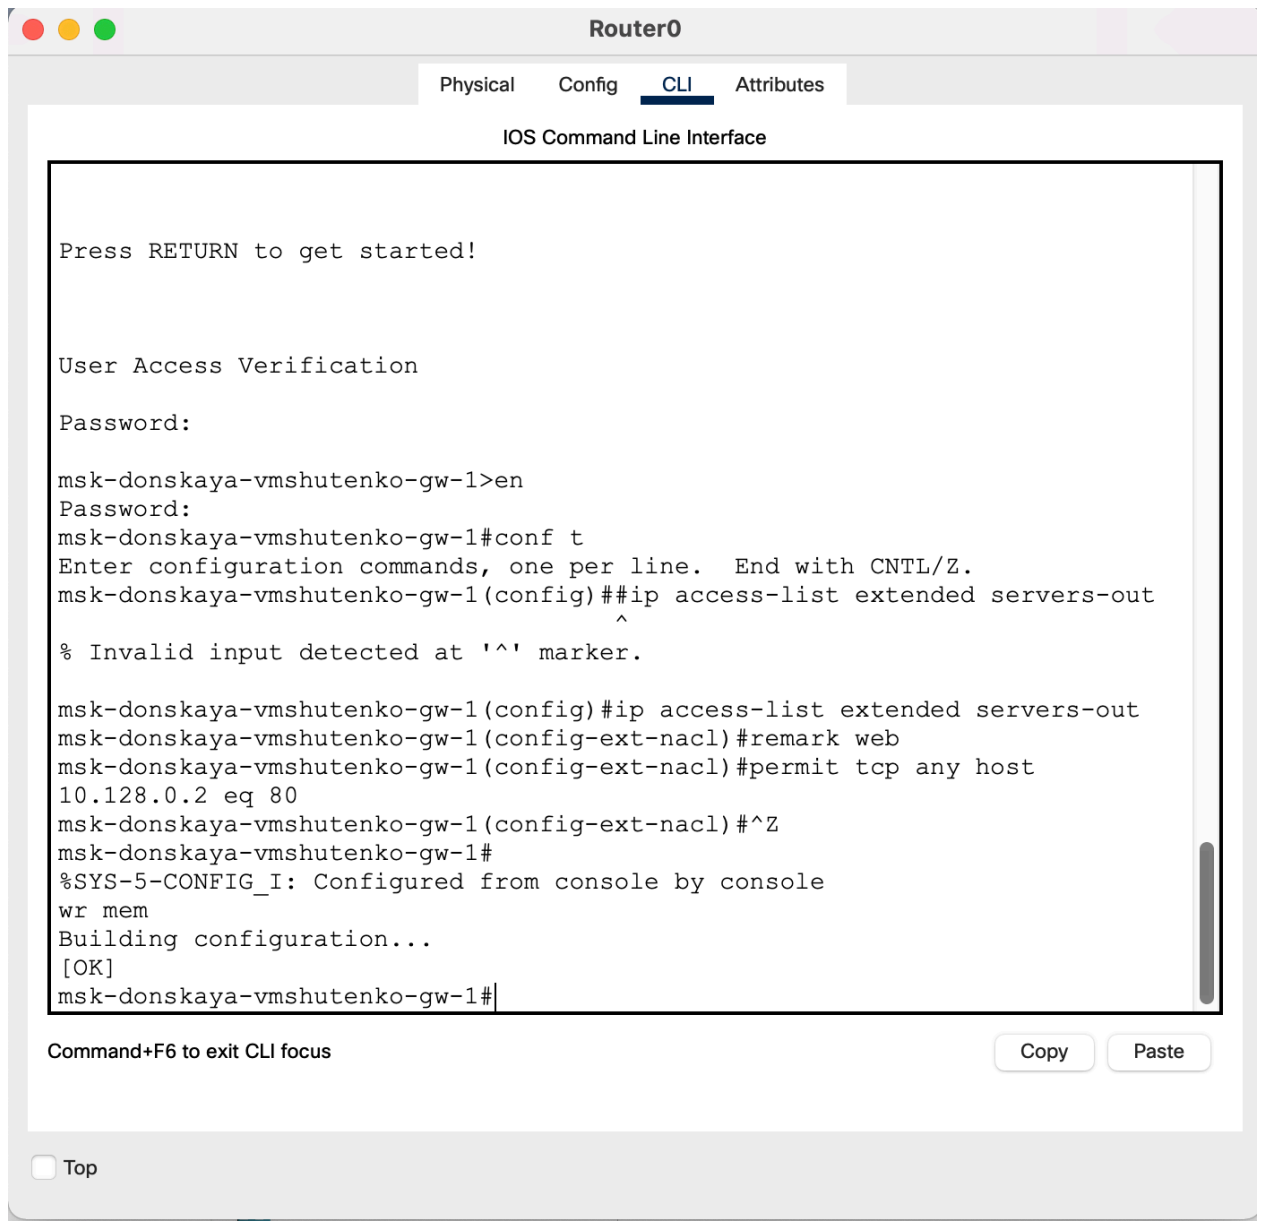 Router0
Physical Config CLI Attributes
IOS Command Line Interface
Press RETURN to get started!
User Access Verification
Password:
msk-donskaya-vmshutenko-gw-1>en
Password:
msk-donskaya-vmshutenko-gw-1#conf t
Enter configuration commands, one per line.  End with CNTL/Z.
msk-donskaya-vmshutenko-gw-1(config)##ip access-list extended servers-out
^
% Invalid input detected at '^' marker.
msk-donskaya-vmshutenko-gw-1(config)#ip access-list extended servers-out
msk-donskaya-vmshutenko-gw-1(config-ext-nacl)#remark web
msk-donskaya-vmshutenko-gw-1(config-ext-nacl)#permit tcp any host
10.128.0.2 eq 80
msk-donskaya-vmshutenko-gw-1(config-ext-nacl)#^Z
msk-donskaya-vmshutenko-gw-1#
%SYS-5-CONFIG_I: Configured from console by console
wr mem
Building configuration...
[OK]
msk-donskaya-vmshutenko-gw-1#
Command+F6 to exit CLI focus
Copy Paste
Top